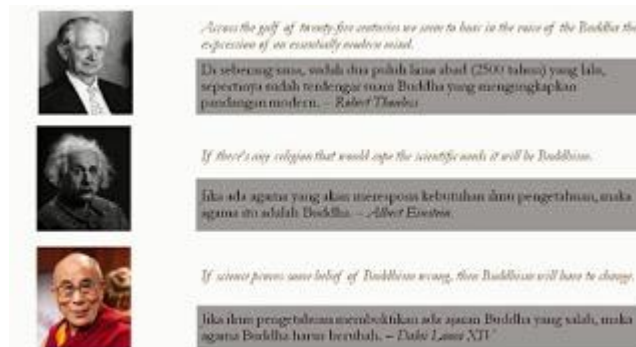 Across the gulf of twenty-five centuries we seem to hear in the voice of the Buddha the
expression of an essentially modern mind.
Di seberang sana, sudah dua puluh lima abad (2500 tahun) yang lalu,
sepertinya sudah terdengar suara Buddha yang mengungkapkan
pandangan modern. – Robert Thouless
If there's any religion that would cope the scientific needs it will be Buddhism.
Jika ada agama yang akan merespons kebutuhan ilmu pengetahuan, maka
agama itu adalah Buddha. – Albert Einstein
If science proves some belief of Buddhism wrong, then Buddhism will have to change.
Jika ilmu pengetahuan membuktikan ada ajaran Buddha yang salah, maka
agama Buddha harus berubah. – Dalai Lama XIV